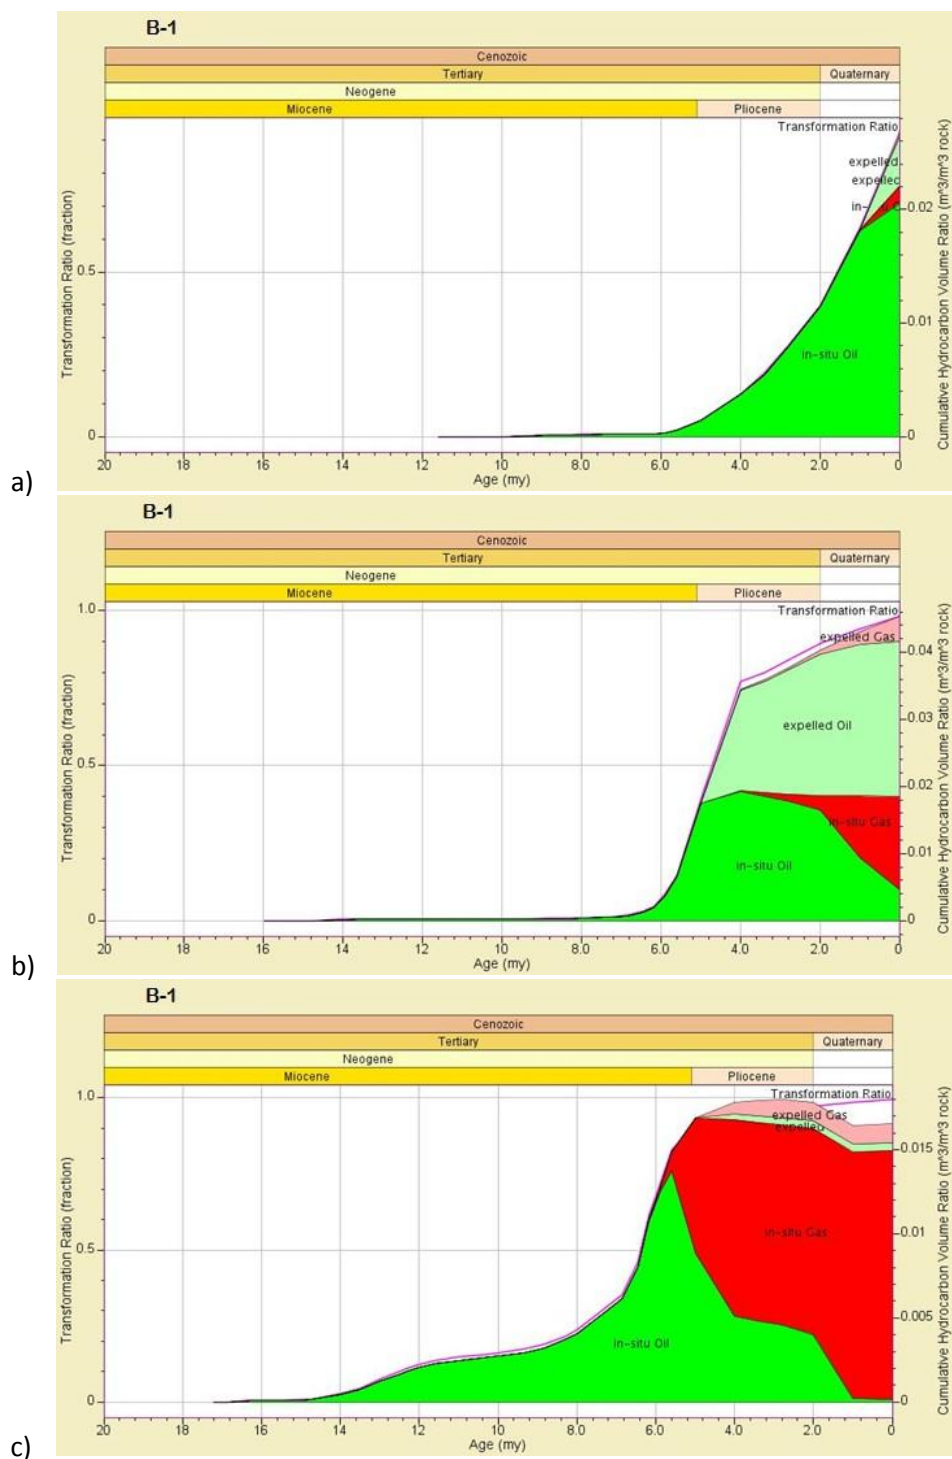 B-1
Cenozoic
Tertiary Quaternary
Neogene
Miocene Pliocene
Transformation Ratio
expelled
expelled
in-situ O
in-situ Oil
0.5
0
0.02
0.01
0
Transformation Ratio (fraction)
Cumulative Hydrocarbon Volume Ratio (m^3/m^3 rock)
20 18 16 14 12 10 8 6.0 4.0 2.0 0
Age (my)
a)
B-1
Cenozoic
Tertiary Quaternary
Neogene
Miocene Pliocene
Transformation Ratio
expelled Gas
expelled Oil
in-situ Gas
in-situ Oil
1.0
0.5
0
0.04
0.03
0.02
0.01
0
Transformation Ratio (fraction)
Cumulative Hydrocarbon Volume Ratio (m^3/m^3 rock)
20 18 16 14 12 10 8 6.0 4.0 2.0 0
Age (my)
b)
B-1
Cenozoic
Tertiary Quaternary
Neogene
Miocene Pliocene
Transformation Ratio
expelled Gas
expelled
in-situ Gas
in-situ Oil
1.0
0.5
0
0.015
0.01
0.005
0
Transformation Ratio (fraction)
Cumulative Hydrocarbon Volume Ratio (m^3/m^3 rock)
20 18 16 14 12 10 8 6.0 4.0 2.0 0
Age (my)
c)